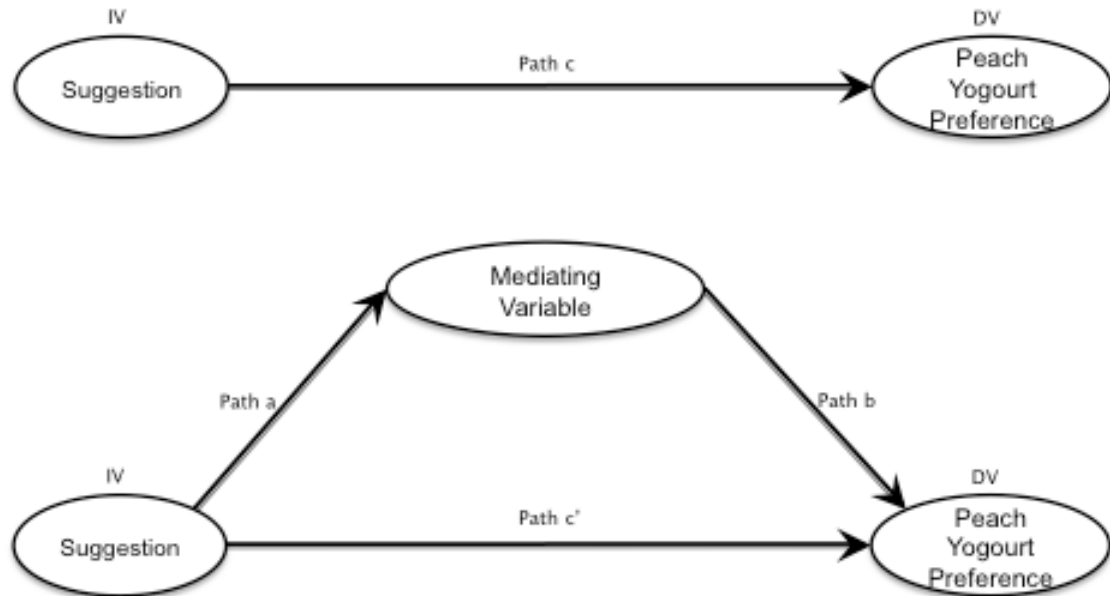 IV
DV
Suggestion
Path c
Peach
Yogourt
Preference
Mediating
Variable
Path a
Path b
IV
DV
Suggestion
Path c'
Peach
Yogourt
Preference